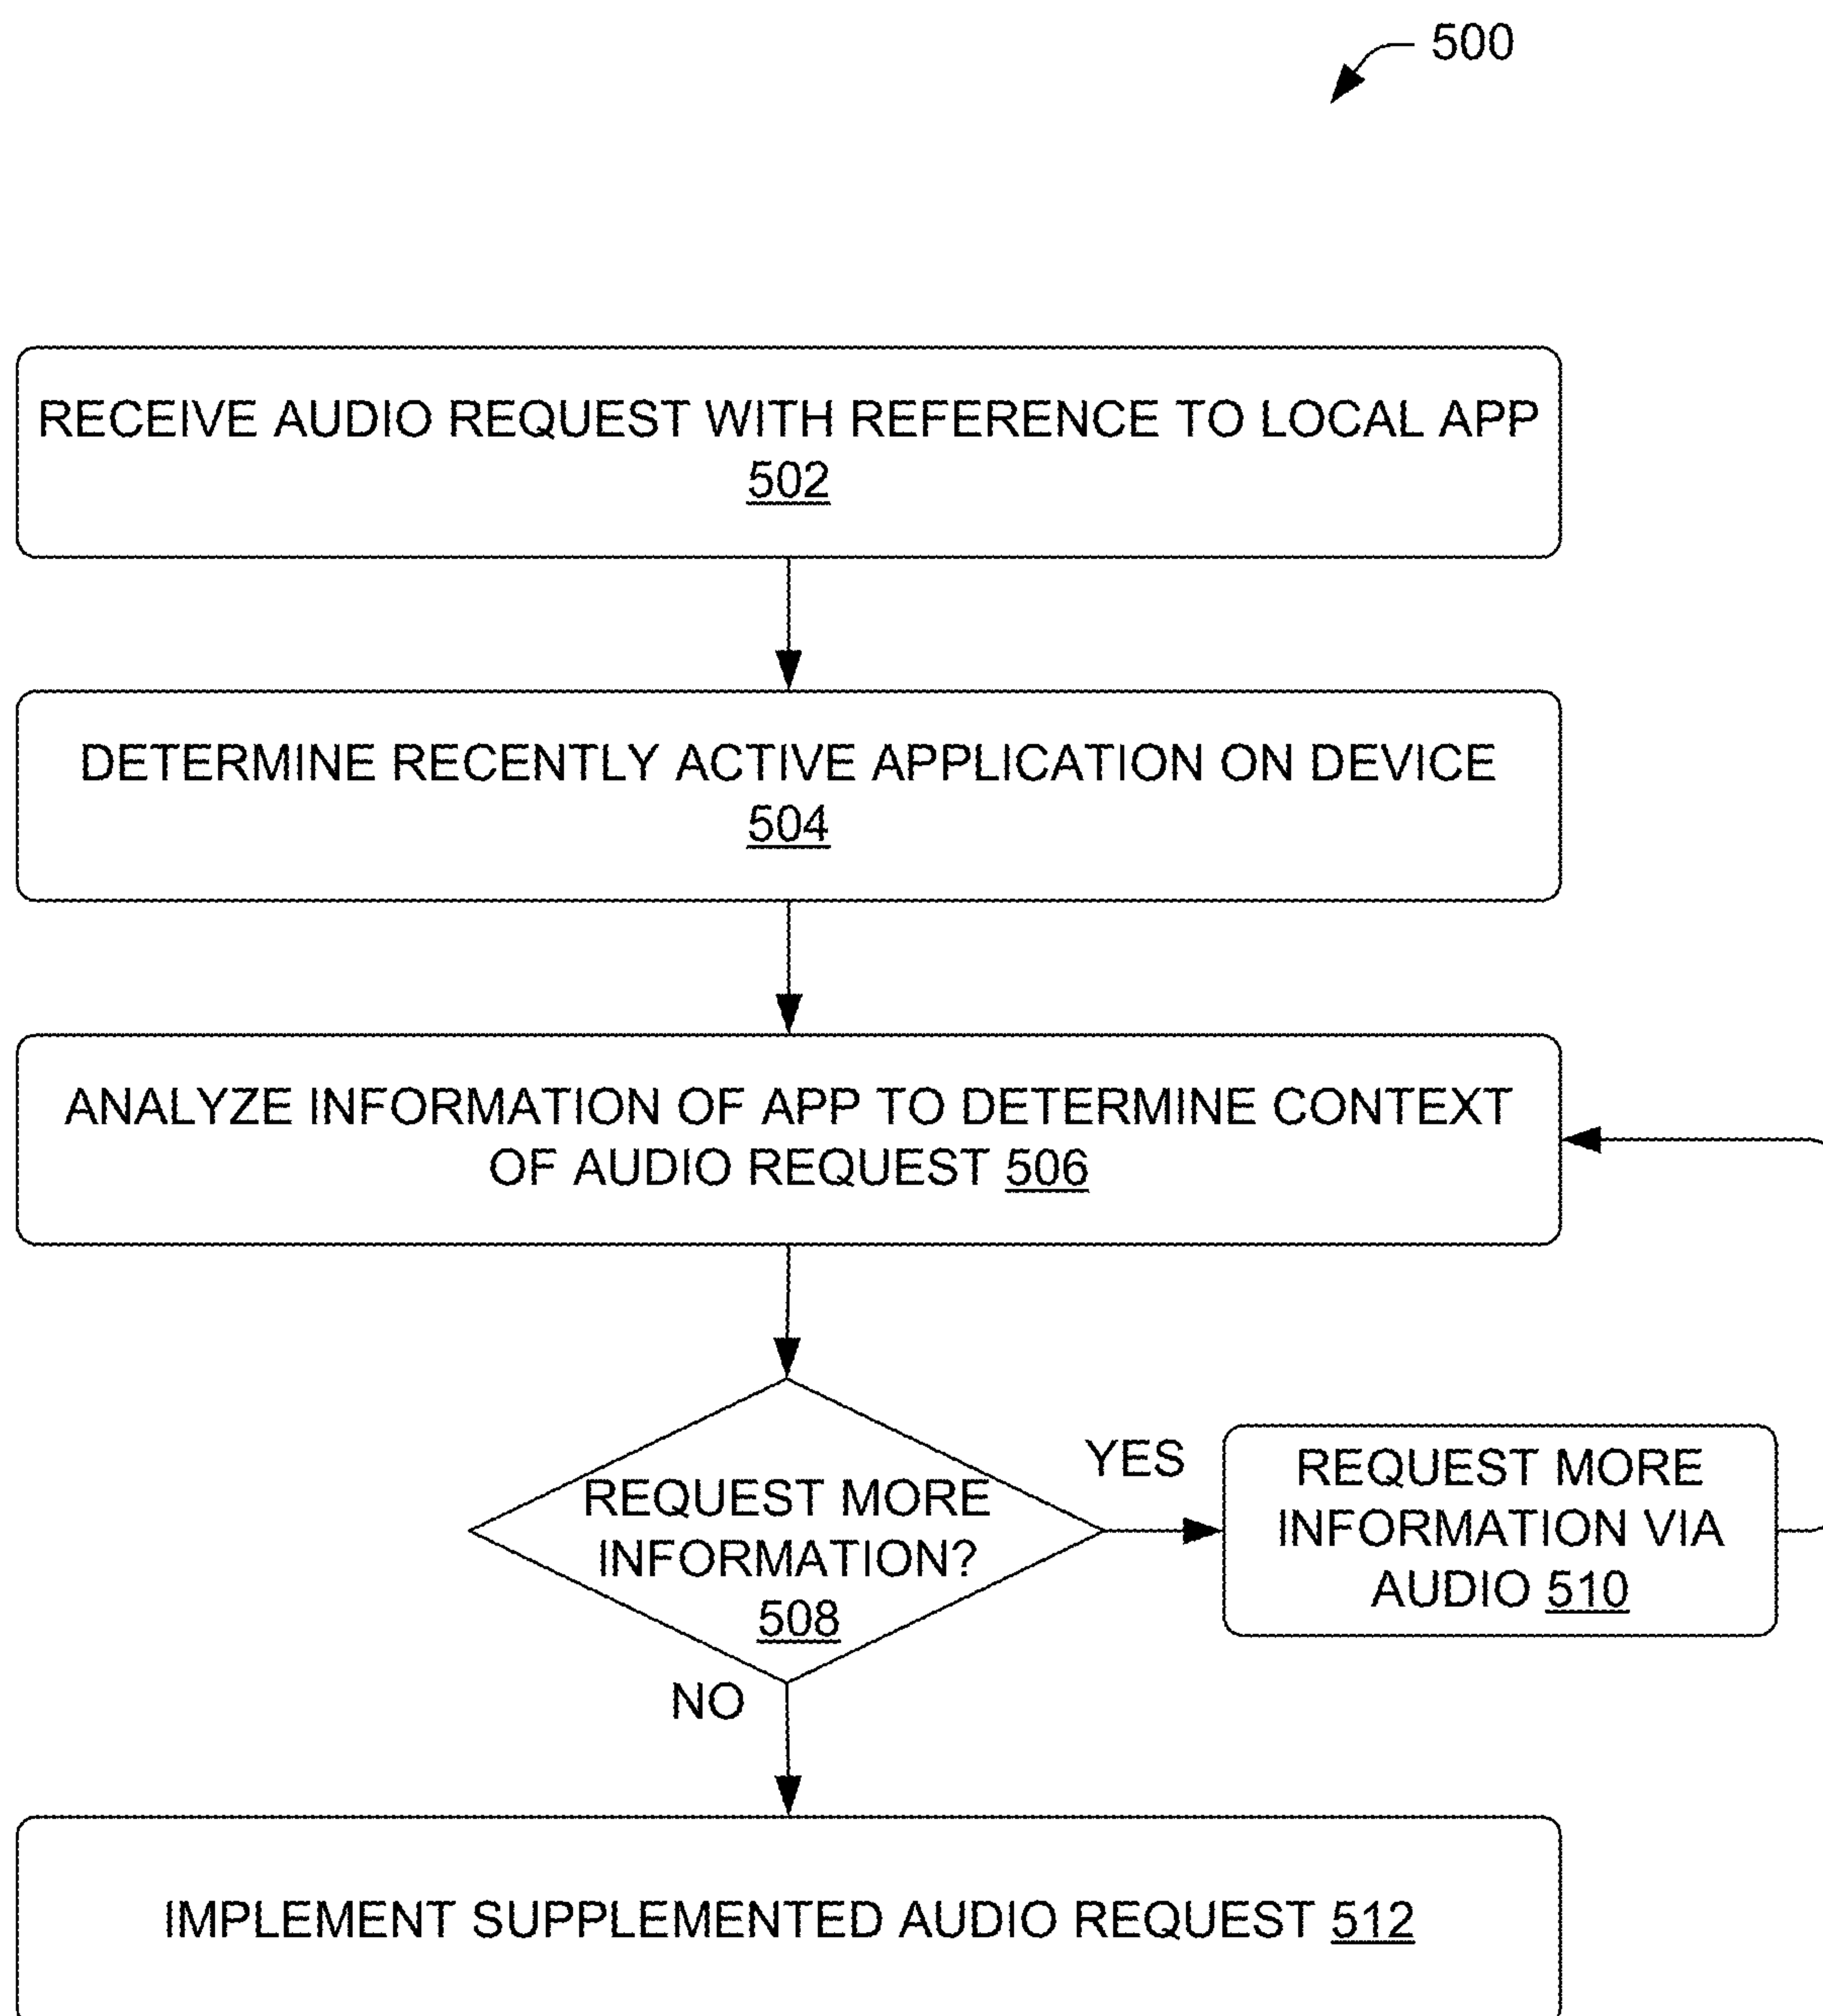 500
RECEIVE AUDIO REQUEST WITH REFERENCE TO LOCAL APP
502
DETERMINE RECENTLY ACTIVE APPLICATION ON DEVICE
504
ANALYZE INFORMATION OF APP TO DETERMINE CONTEXT
OF AUDIO REQUEST 506
REQUEST MORE
INFORMATION?
508
YES
REQUEST MORE
INFORMATION VIA
AUDIO 510
NO
IMPLEMENT SUPPLEMENTED AUDIO REQUEST 512